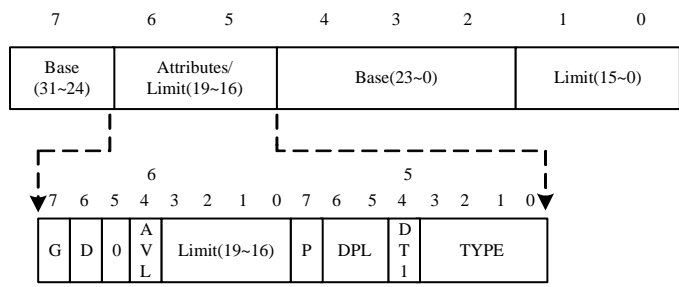 7 6 5 4 3 2 1 0
Base Attributes/ Base(23~0) Limit(15~0)
(31~24) Limit(19~16)
6 5
7 6 5 4 3 2 1 0 7 6 5 4 3 2 1 0
G D 0 AVL Limit(19~16) P DPL DT1 TYPE